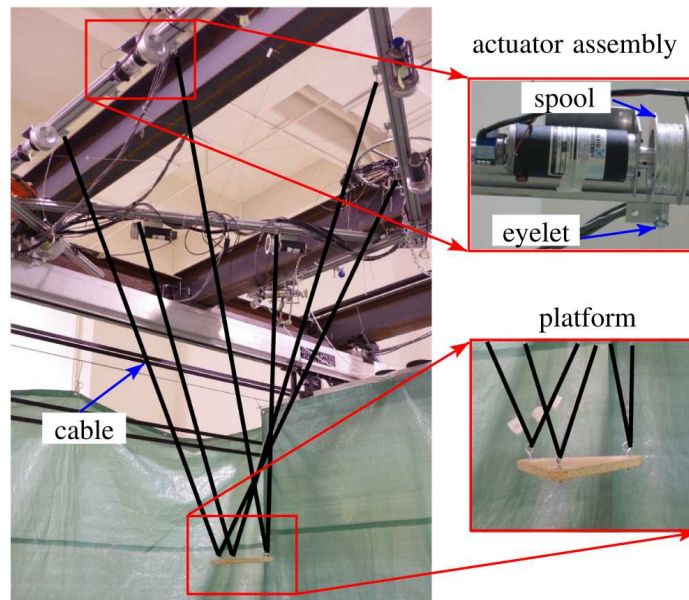 actuator assembly
spool
eyelet
platform
cable